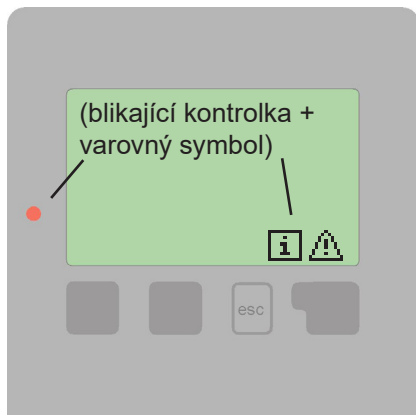 (blikající kontrolka +
varovný symbol)
i
esc